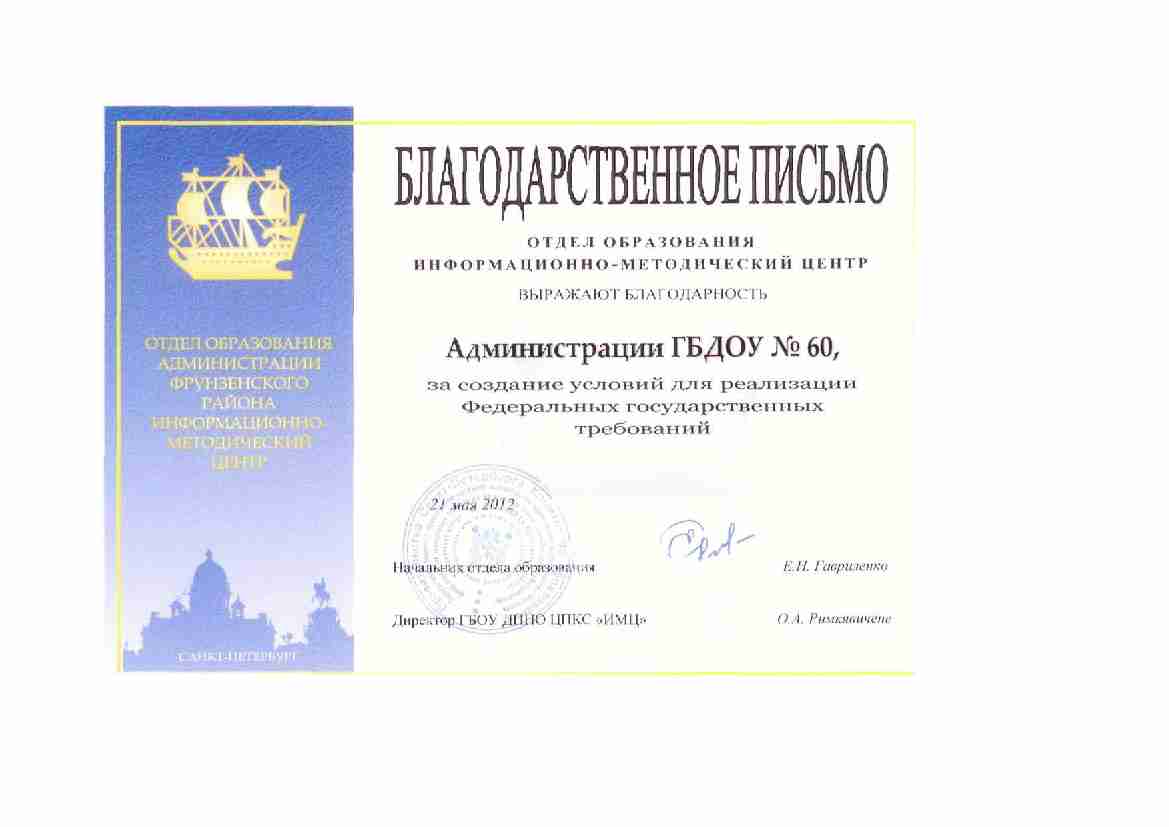 БЛАГОДАРСТВЕННОЕ ПИСЬМО
ОТДЕЛ ОБРАЗОВАНИЯ
ИНФОРМАЦИОННО-МЕТОДИЧЕСКИЙ ЦЕНТР
ВЫРАЖАЮТ БЛАГОДАРНОСТЬ
Администрации ГБДОУ № 60,
за создание условий для реализации
Федеральных государственных
требований
21 мая 2012
Начальник отдела образования Е.Н. Гавриленко
Директор ГБОУ ДППО ЦПКС «ИМЦ» О.А. Римкявичене
ОТДЕЛ ОБРАЗОВАНИЯ
АДМИНИСТРАЦИИ
ФРУНЗЕНСКОГО
РАЙОНА
ИНФОРМАЦИОННО-
МЕТОДИЧЕСКИЙ
ЦЕНТР
САНКТ-ПЕТЕРБУРГ